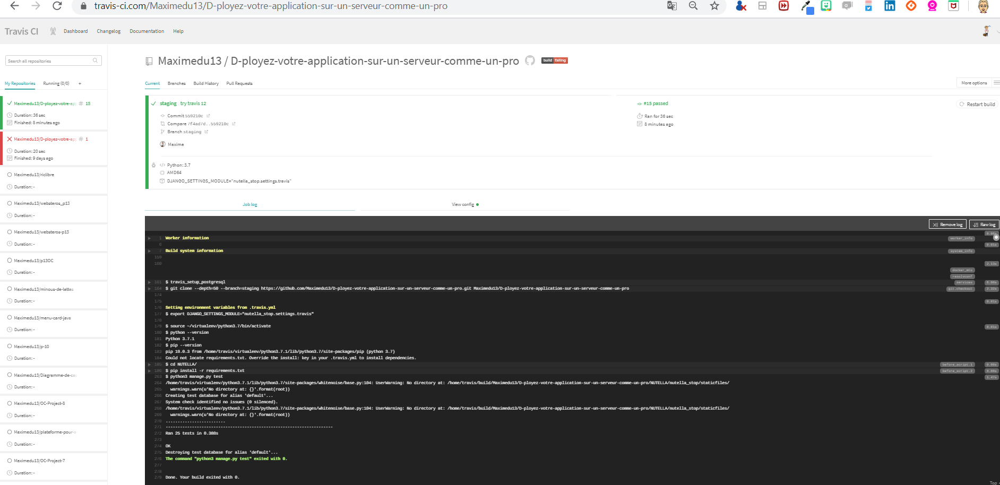 travis-ci.com/Maximedu13/D-ployez-votre-application-sur-un-serveur-comme-un-pro
Travis CI
Dashboard
Changelog
Documentation
Help
Search all repositories
My Repositories
Running (0/0)
+
Maximedu13/D-ployez-votre-ap
# 15
Duration: 36 sec
Finished: 8 minutes ago
Maximedu13/D-ployez-votre-ap
# 1
Duration: 20 sec
Finished: 9 days ago
Maximedu13/riclibre
Duration: -
Maximedu13/websteros_p13
Duration: -
Maximedu13/websteros-p13
Duration: -
Maximedu13/p13OC
Duration: -
Maximedu13/minous-de-lattes
Duration: -
Maximedu13/menu-card-java
Duration: -
Maximedu13/p-10
Duration: -
Maximedu13/Diagramme-de-cas
Duration: -
Maximedu13/OC-Project-8
Duration: -
Maximedu13/plateforme-pour-a
Duration: -
Maximedu13/OC-Project-7
Duration: -
Maximedu13 / D-ployez-votre-application-sur-un-serveur-comme-un-pro
build failing
Current
Branches
Build History
Pull Requests
More options
staging try travis 12
Commit 559210c
Compare 7f4ad7d..559210c
Branch staging
Maxime
#15 passed
Ran for 36 sec
8 minutes ago
Restart build
Python: 3.7
AMD64
DJANGO_SETTINGS_MODULE="nutella_stop.settings.travis"
Job log
View config
Remove log
Raw log
1 Worker information worker_info
6 0.01s
7 Build system information system_info
159
160 2.13s
docker_mtu
resolvconf
161 $ travis_setup_postgresql services
164 $ git clone --depth=50 --branch=staging https://github.com/Maximedu13/D-ployez-votre-application-sur-un-serveur-comme-un-pro.git Maximedu13/D-ployez-votre-application-sur-un-serveur-comme-un-pro git.checkout 2.32s
174
175 0.01s
176 Setting environment variables from .travis.yml
177 $ export DJANGO_SETTINGS_MODULE="nutella_stop.settings.travis"
178
179 $ source ~/virtualenv/python3.7/bin/activate 0.01s
180 $ python --version
181 Python 3.7.1
182 $ pip --version
183 pip 19.0.3 from /home/travis/virtualenv/python3.7.1/lib/python3.7/site-packages/pip (python 3.7)
184 Could not locate requirements.txt. Override the install: key in your .travis.yml to install dependencies.
185 $ cd NUTELLA/ before_script.1 0.00s
186 $ pip install -r requirements.txt before_script.2
263 $ python3 manage.py test 1.47s
264 /home/travis/virtualenv/python3.7.1/lib/python3.7/site-packages/whitenoise/base.py:104: UserWarning: No directory at: /home/travis/build/Maximedu13/D-ployez-votre-application-sur-un-serveur-comme-un-pro/NUTELLA/nutella_stop/staticfiles/
265 warnings.warn(u'No directory at: {}'.format(root))
266 Creating test database for alias 'default'...
267 System check identified no issues (0 silenced).
268 /home/travis/virtualenv/python3.7.1/lib/python3.7/site-packages/whitenoise/base.py:104: UserWarning: No directory at: /home/travis/build/Maximedu13/D-ployez-votre-application-sur-un-serveur-comme-un-pro/NUTELLA/nutella_stop/staticfiles/
269 warnings.warn(u'No directory at: {}'.format(root))
270 .........................
271 ----------------------------------------------------------------------
272 Ran 25 tests in 0.388s
273
274 OK
275 Destroying test database for alias 'default'...
276 The command "python3 manage.py test" exited with 0.
277
278
279 Done. Your build exited with 0.
Top